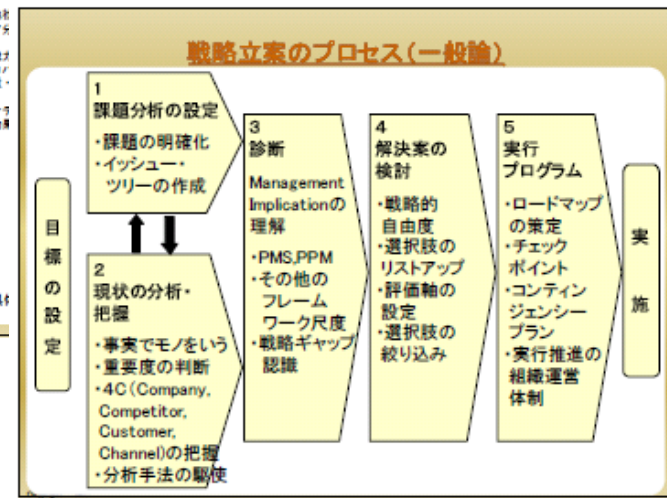 戦略立案のプロセス(一般論)
目標の設定
1
課題分析の設定
・課題の明確化
・イッシュー・
ツリーの作成
2
現状の分析・
把握
・事実でモノをいう
・重要度の判断
・4C(Company,
Competitor,
Customer,
Channel)の把握
・分析手法の駆使
3
診断
Management
Implicationの
理解
・PMS,PPM
・その他の
フレーム
ワーク尺度
・戦略ギャップ
認識
4
解決案の
検討
・戦略的
自由度
・選択肢の
リストアップ
・評価軸の
設定
・選択肢の
絞り込み
5
実行
プログラム
・ロードマップ
の策定
・チェック
ポイント
・コンティン
ジェンシー
プラン
・実行推進の
組織運営
体制
実施